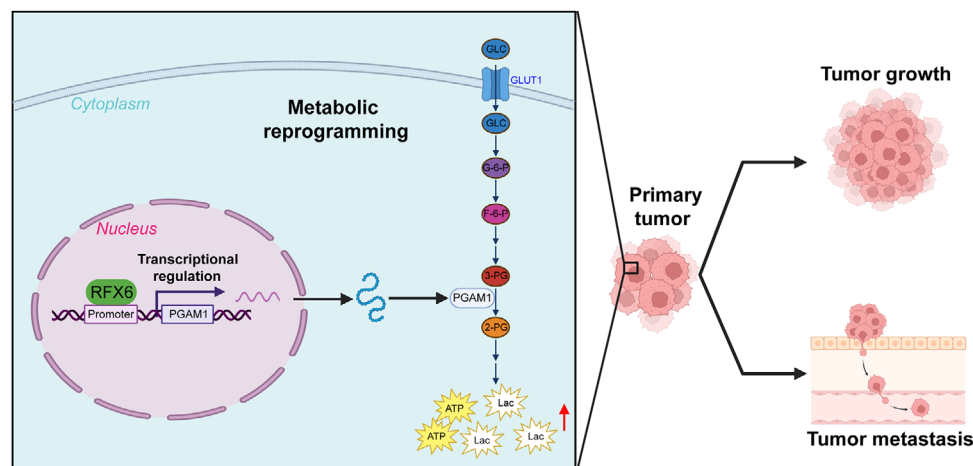 GLC
GLUT1
Cytoplasm
Metabolic
reprogramming
GLC
G-6-P
F-6-P
Nucleus
Transcriptional
regulation
RFX6
Promoter
PGAM1
3-PG
PGAM1
2-PG
ATP
Lac
ATP
Lac
Lac
Primary
tumor
Tumor growth
Tumor metastasis